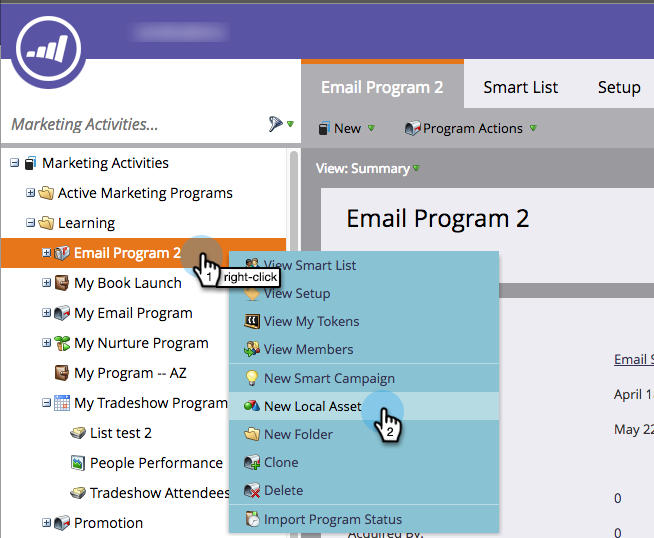 Email Program 2
Smart List
Setup
Marketing Activities...
New
Program Actions
Marketing Activities
View: Summary
Active Marketing Programs
Learning
Email Program 2
Email Program 2
1
right-click
My Book Launch
My Email Program
My Nurture Program
My Program -- AZ
My Tradeshow Program
List test 2
People Performance
Tradeshow Attendees
Promotion
View Smart List
View Setup
View My Tokens
View Members
New Smart Campaign
New Local Asset
2
New Folder
Clone
Delete
Import Program Status
Email S
April 1
May 22
0
0
Acquired By: